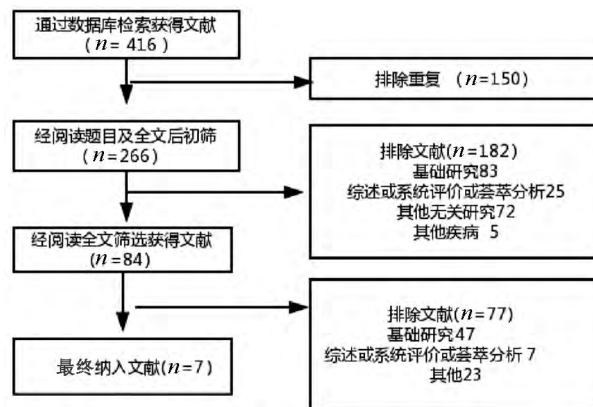 通过数据库检索获得文献
(n= 416)
排除重复 (n=150)
经阅读题目及全文后初筛
(n=266)
排除文献(n=182)
基础研究83
综述或系统评价或荟萃分析25
其他无关研究72
其他疾病 5
经阅读全文筛选获得文献
(n=84)
排除文献(n=77)
基础研究47
综述或系统评价或荟萃分析 7
其他23
最终纳入文献(n=7)